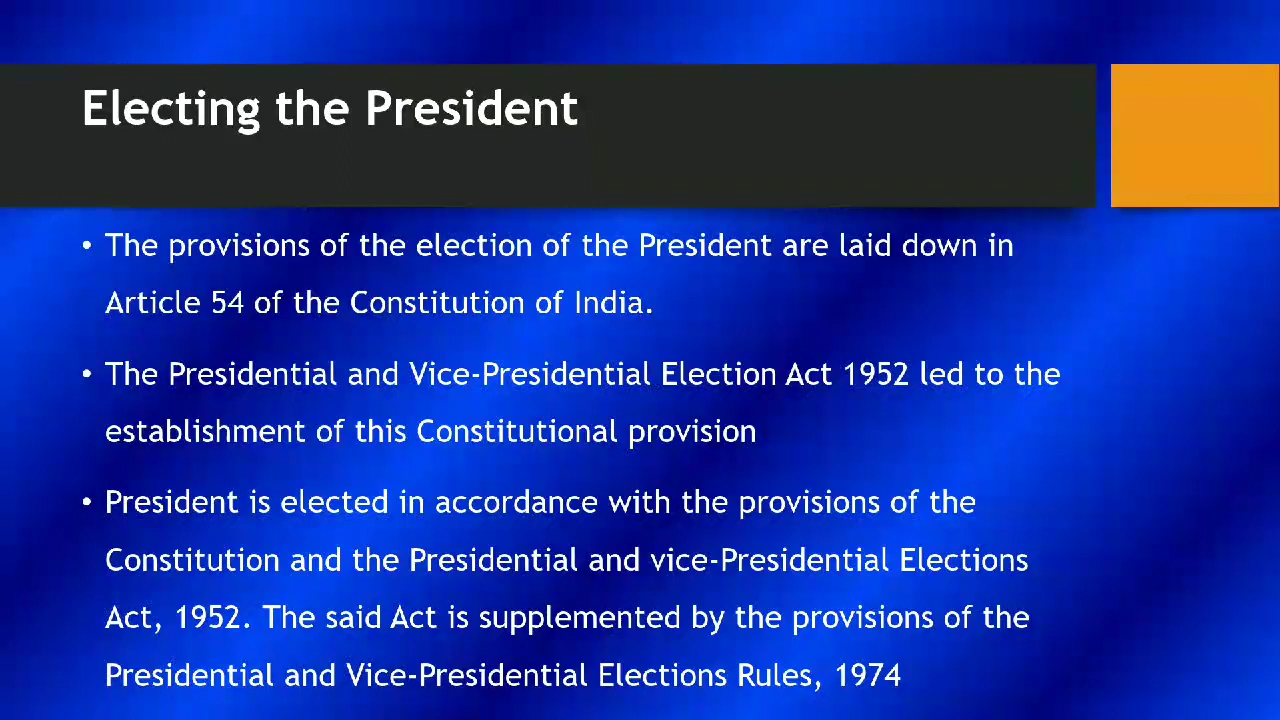 Electing the President
• The provisions of the election of the President are laid down in
Article 54 of the Constitution of India.
• The Presidential and Vice-Presidential Election Act 1952 led to the
establishment of this Constitutional provision
• President is elected in accordance with the provisions of the
Constitution and the Presidential and vice-Presidential Elections
Act, 1952. The said Act is supplemented by the provisions of the
Presidential and Vice-Presidential Elections Rules, 1974